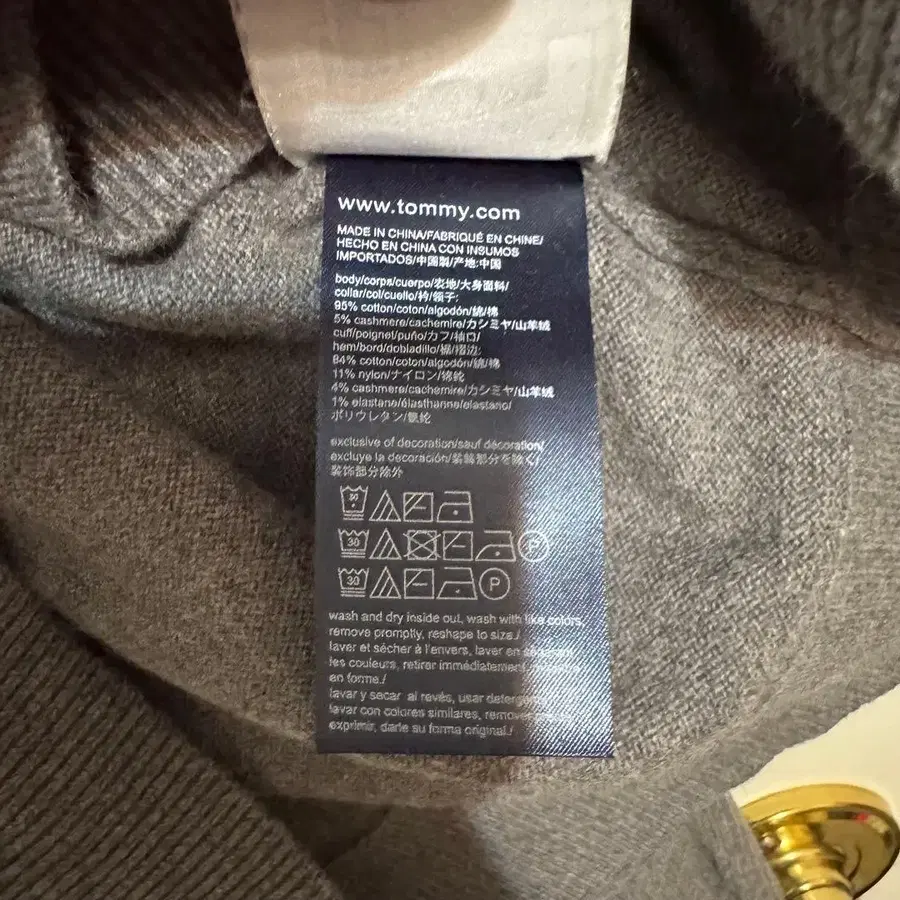 www.tommy.com
MADE IN CHINA/FABRIQUÉ EN CHINE/
HECHO EN CHINA CON INSUMOS
IMPORTADOS/中国製/产地:中国
body/corps/cuerpo/表地/大身面料/
collar/col/cuello/衿/领子:
95% cotton/coton/algodón/綿/棉
5% cashmere/cachemire/カシミヤ/山羊绒
cuff/poignet/puño/カフ/袖口/
hem/bord/dobladillo/裾/摆边:
84% cotton/coton/algodón/綿/棉
11% nylon/ナイロン/锦纶
4% cashmere/cachemire/カシミヤ/山羊绒
1% elastane/élasthanne/elastano/
ポリウレタン/氨纶
exclusive of decoration/sauf décoration/
excluye la decoración/装飾部分を除く/
装饰部分除外
30
30 P
30 P
wash and dry inside out, wash with like colors,
remove promptly, reshape to size./
laver et sécher à l'envers, laver en
les couleurs, retirer immédiatement
en forme./
lavar y secar al revés, usar
lavar con colores similares,
exprimir, darle su forma original./